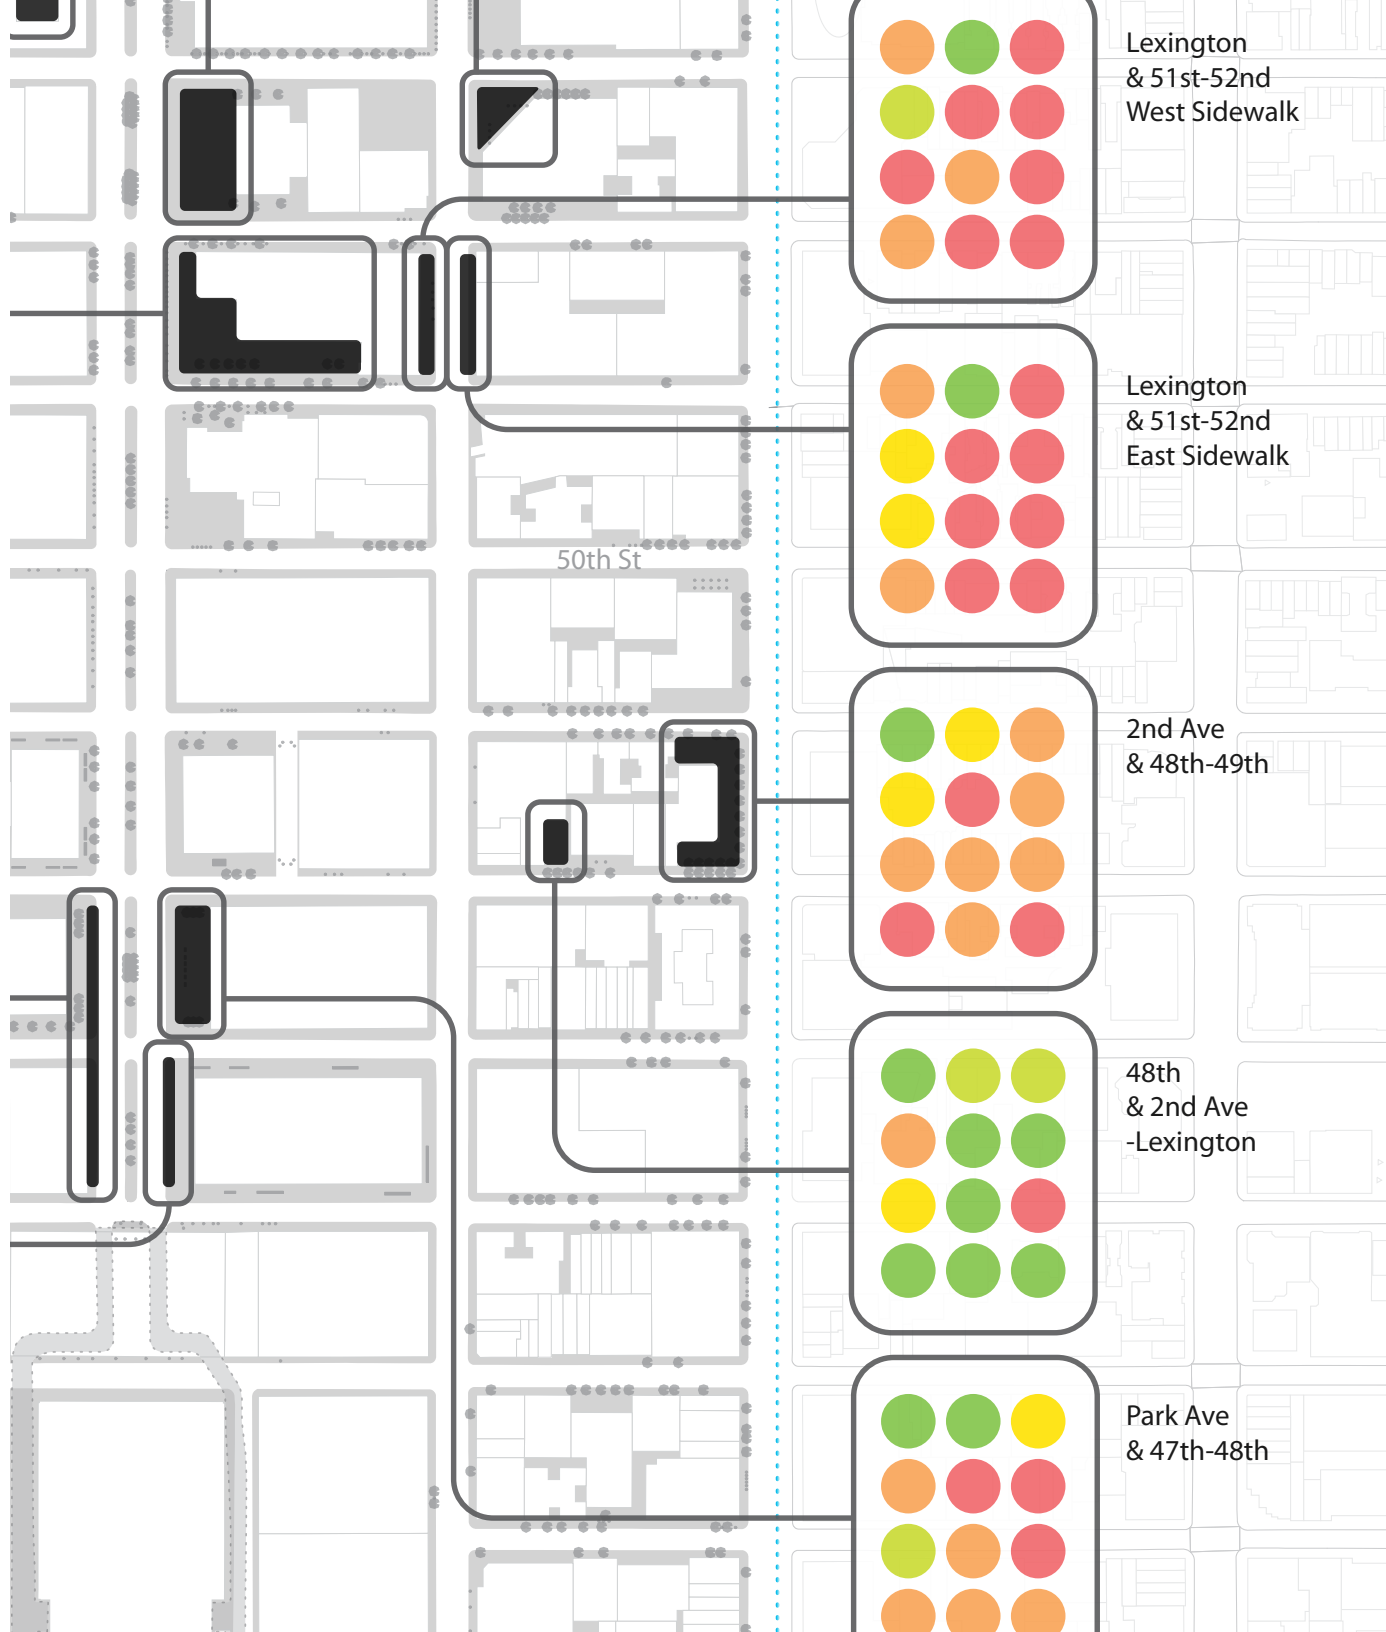 Lexington
& 51st-52nd
West Sidewalk
Lexington
& 51st-52nd
East Sidewalk
50th St
2nd Ave
& 48th-49th
48th
& 2nd Ave
-Lexington
Park Ave
& 47th-48th